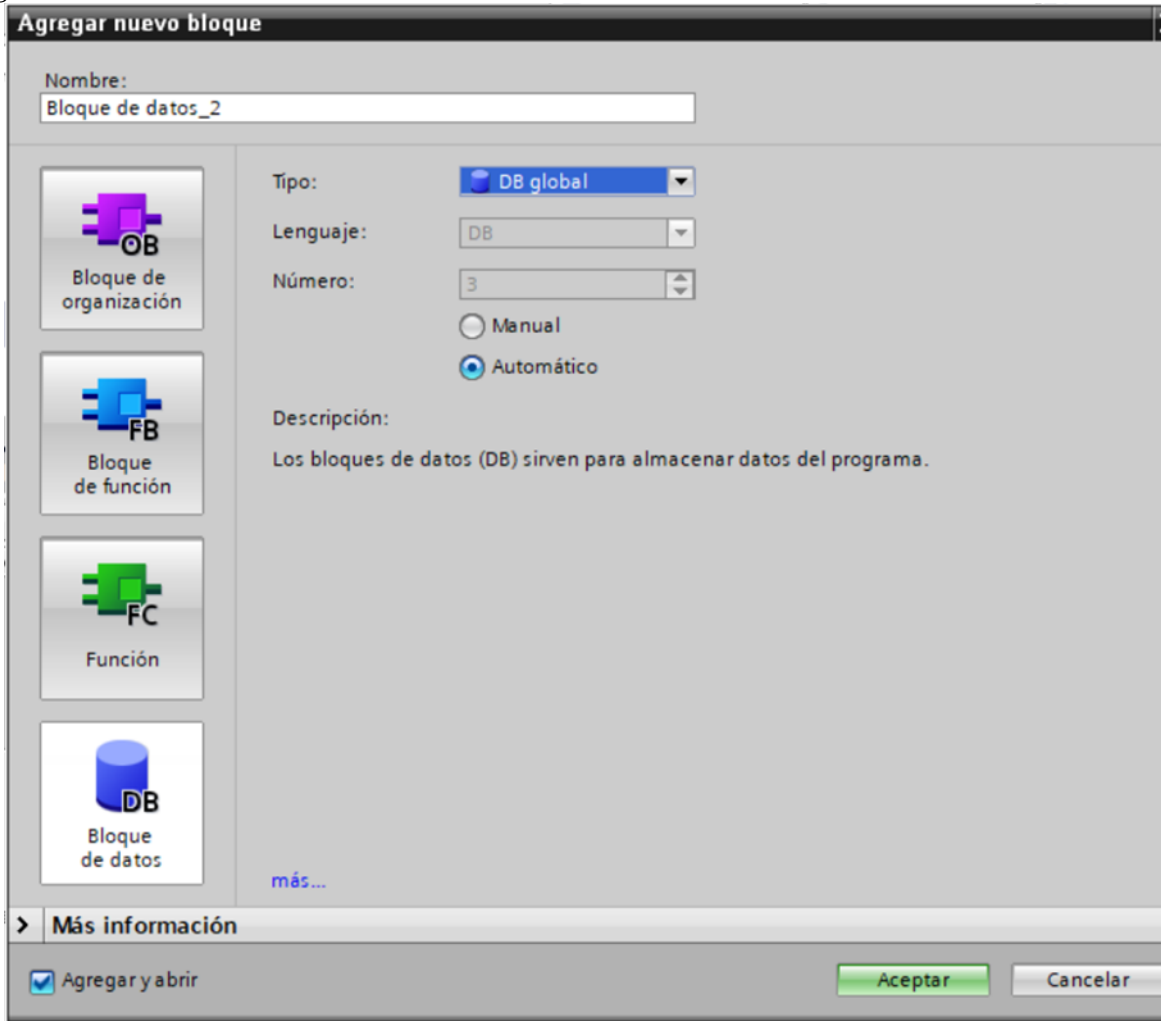 Agregar nuevo bloque
Nombre:
Bloque de datos_2
OB
Bloque de
organización
FB
Bloque
de función
FC
Función
DB
Bloque
de datos
Tipo:
DB global
Lenguaje:
DB
Número:
3
Manual
Automático
Descripción:
Los bloques de datos (DB) sirven para almacenar datos del programa.
más...
> Más información
Agregar y abrir
Aceptar
Cancelar